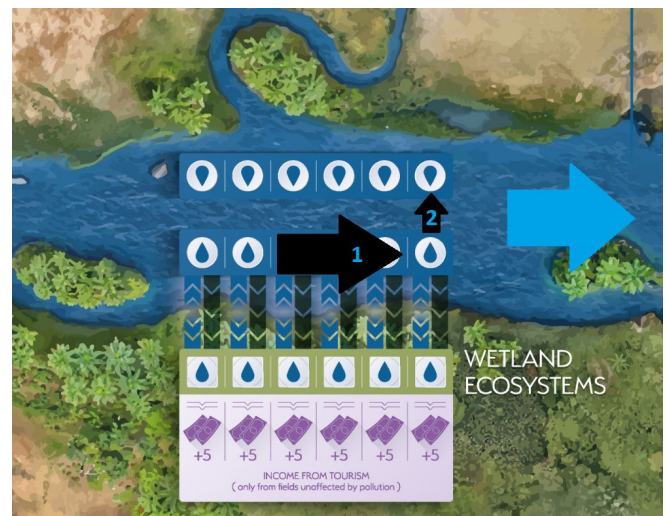 2
1
WETLAND
ECOSYSTEMS
+5 +5 +5 +5 +5 +5
INCOME FROM TOURISM
( only from fields unaffected by pollution )